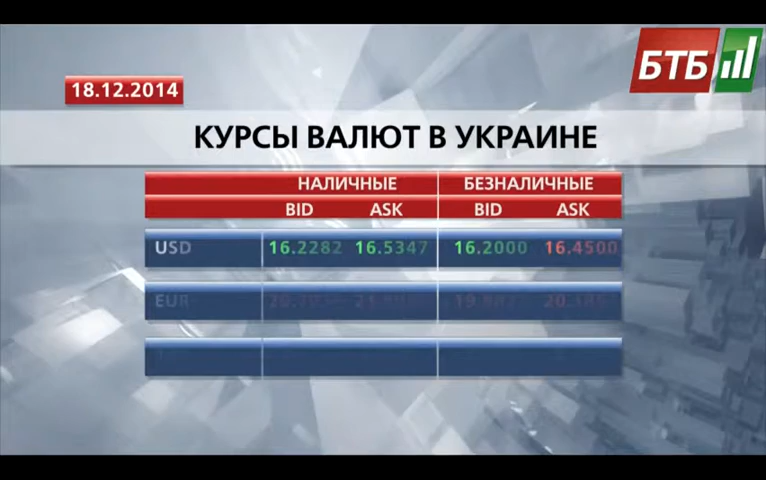 БТБ
18.12.2014
КУРСЫ ВАЛЮТ В УКРАИНЕ
НАЛИЧНЫЕ БЕЗНАЛИЧНЫЕ
BID ASK BID ASK
USD 16.2282 16.5347 16.2000 16.4500
EUR